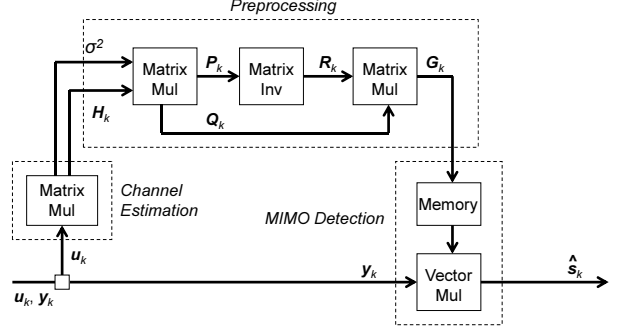 Preprocessing
σ²
Matrix Mul
P_k
Matrix Inv
R_k
Matrix Mul
G_k
H_k
Q_k
Matrix Mul
Channel Estimation
MIMO Detection
Memory
u_k
y_k
Vector Mul
ŝ_k
u_k, y_k